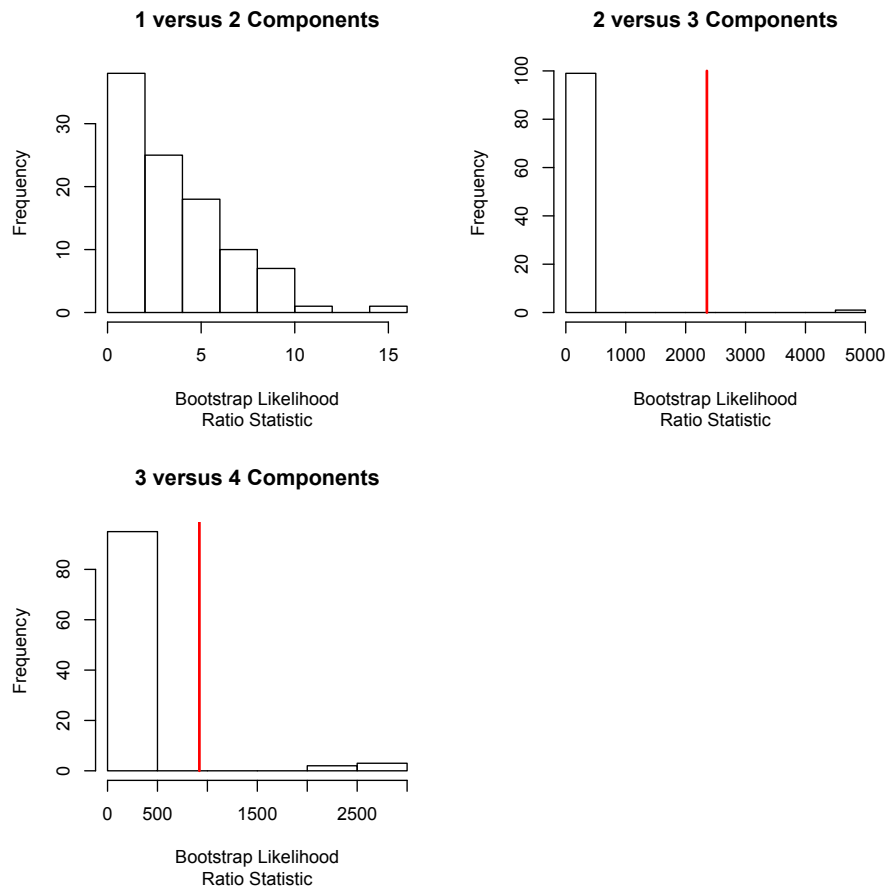 1 versus 2 Components
Frequency
0 10 20 30
0 5 10 15
Bootstrap Likelihood
Ratio Statistic
2 versus 3 Components
Frequency
0 20 40 60 80 100
0 1000 2000 3000 4000 5000
Bootstrap Likelihood
Ratio Statistic
3 versus 4 Components
Frequency
0 20 40 60 80
0 500 1500 2500
Bootstrap Likelihood
Ratio Statistic